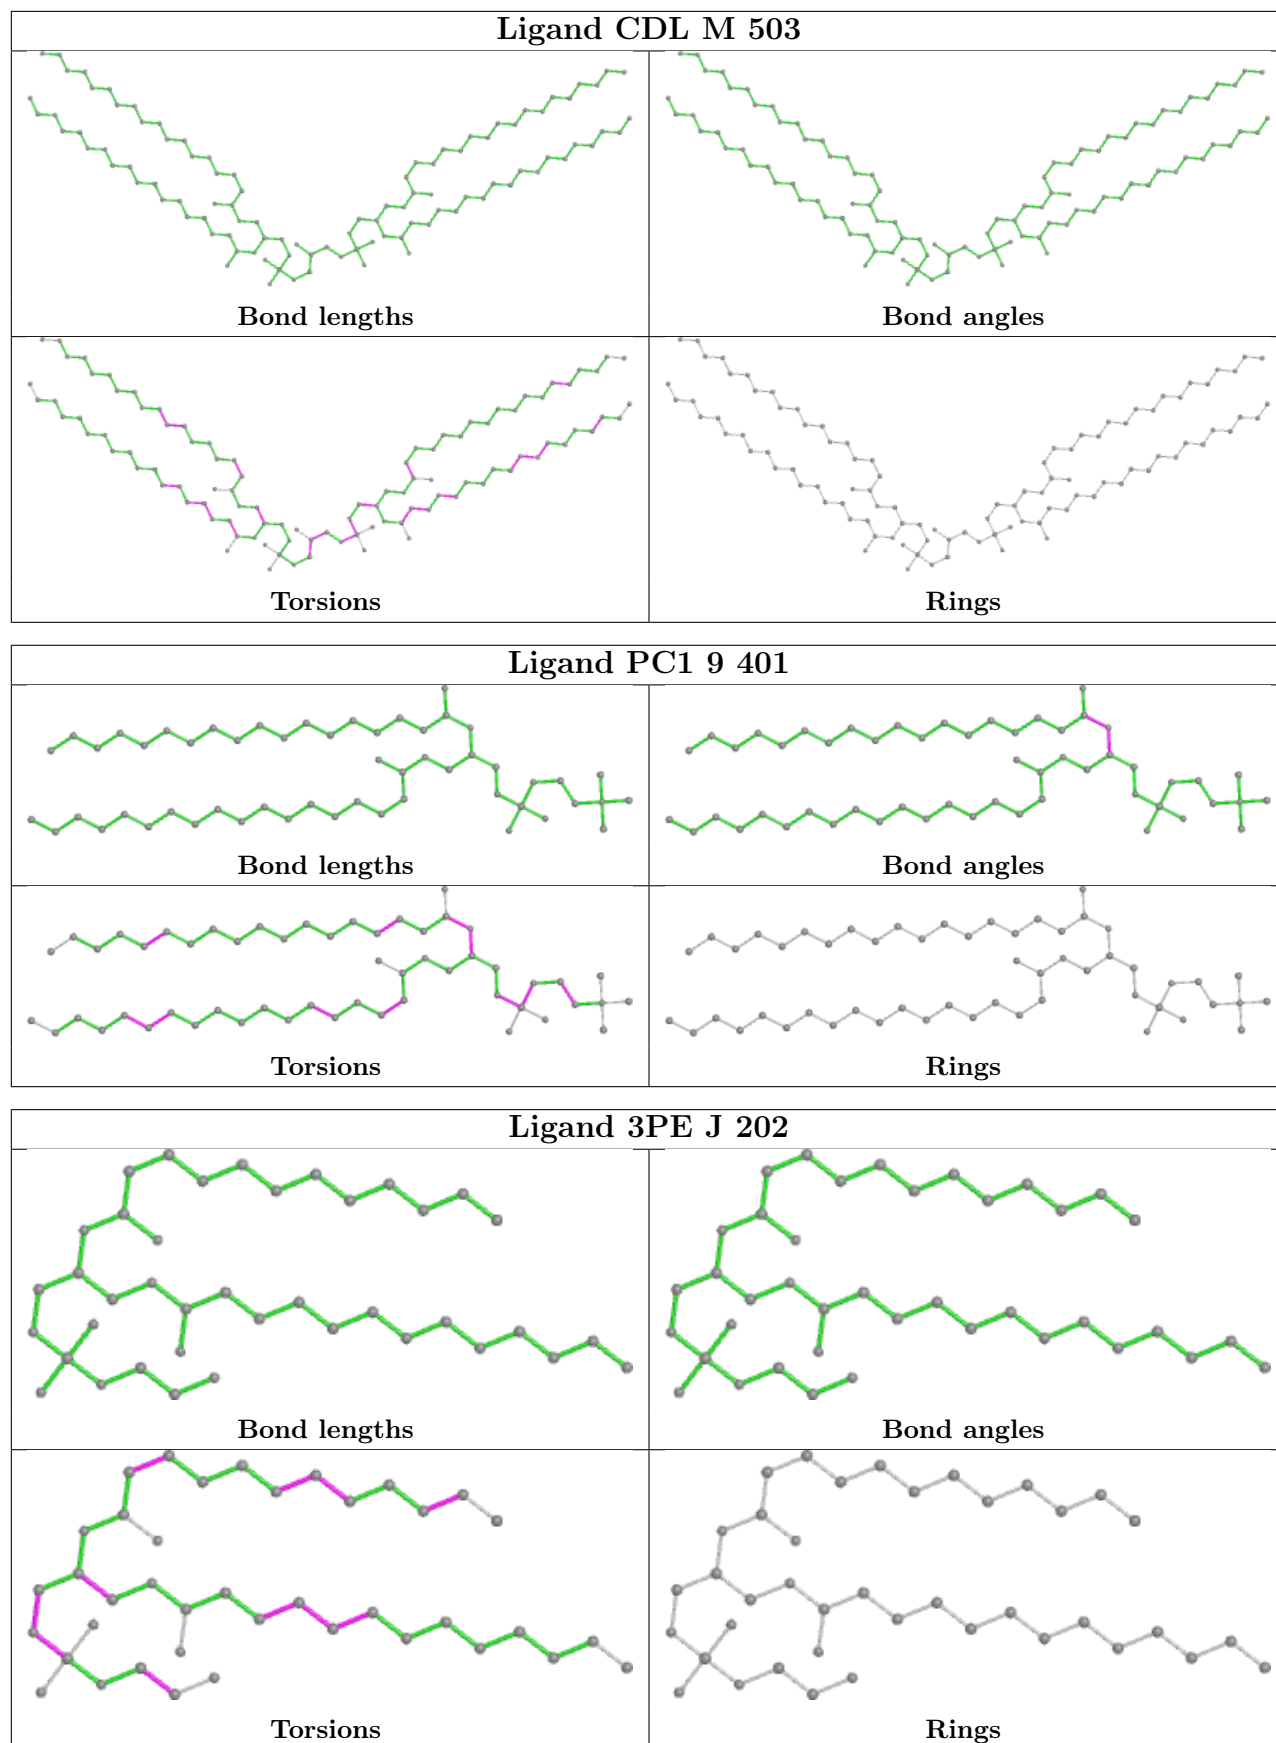 Ligand CDL M 503
Bond lengths
Bond angles
Torsions
Rings
Ligand PC1 9 401
Bond lengths
Bond angles
Torsions
Rings
Ligand 3PE J 202
Bond lengths
Bond angles
Torsions
Rings